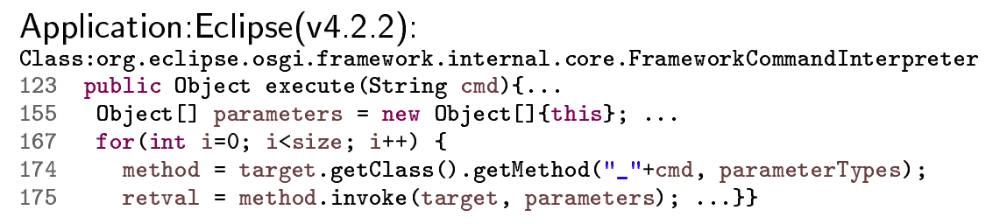 Application:Eclipse(v4.2.2):
Class:org.eclipse.osgi.framework.internal.core.FrameworkCommandInterpreter
123 public Object execute(String cmd){...
155 Object[] parameters = new Object[]{this}; ...
167 for(int i=0; i<size; i++) {
174 method = target.getClass().getMethod("_"+cmd, parameterTypes);
175 retval = method.invoke(target, parameters); ...}}